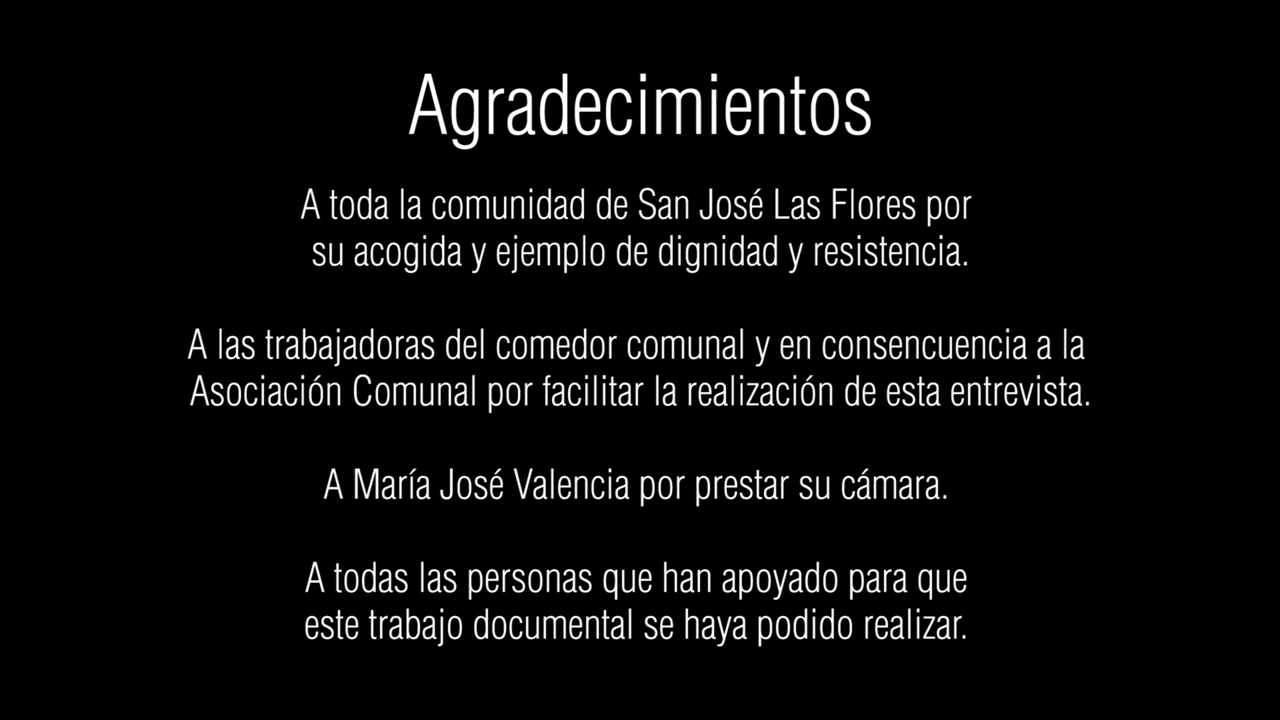 Agradecimientos
A toda la comunidad de San José Las Flores por
su acogida y ejemplo de dignidad y resistencia.
A las trabajadoras del comedor comunal y en consencuencia a la
Asociación Comunal por facilitar la realización de esta entrevista.
A María José Valencia por prestar su cámara.
A todas las personas que han apoyado para que
este trabajo documental se haya podido realizar.